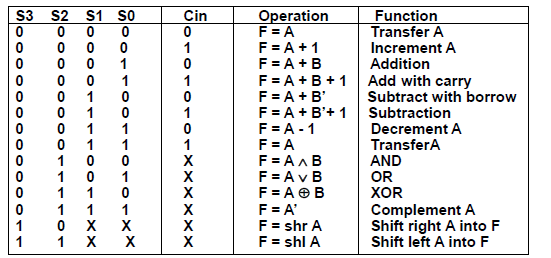 S3 S2 S1 S0 Cin Operation Function
0 0 0 0 0 F = A Transfer A
0 0 0 0 1 F = A + 1 Increment A
0 0 0 1 0 F = A + B Addition
0 0 0 1 1 F = A + B + 1 Add with carry
0 0 1 0 0 F = A + B’ Subtract with borrow
0 0 1 0 1 F = A + B’+ 1 Subtraction
0 0 1 1 0 F = A - 1 Decrement A
0 0 1 1 1 F = A TransferA
0 1 0 0 X F = A ∧ B AND
0 1 0 1 X F = A ∨ B OR
0 1 1 0 X F = A ⊕ B XOR
0 1 1 1 X F = A’ Complement A
1 0 X X X F = shr A Shift right A into F
1 1 X X X F = shl A Shift left A into F